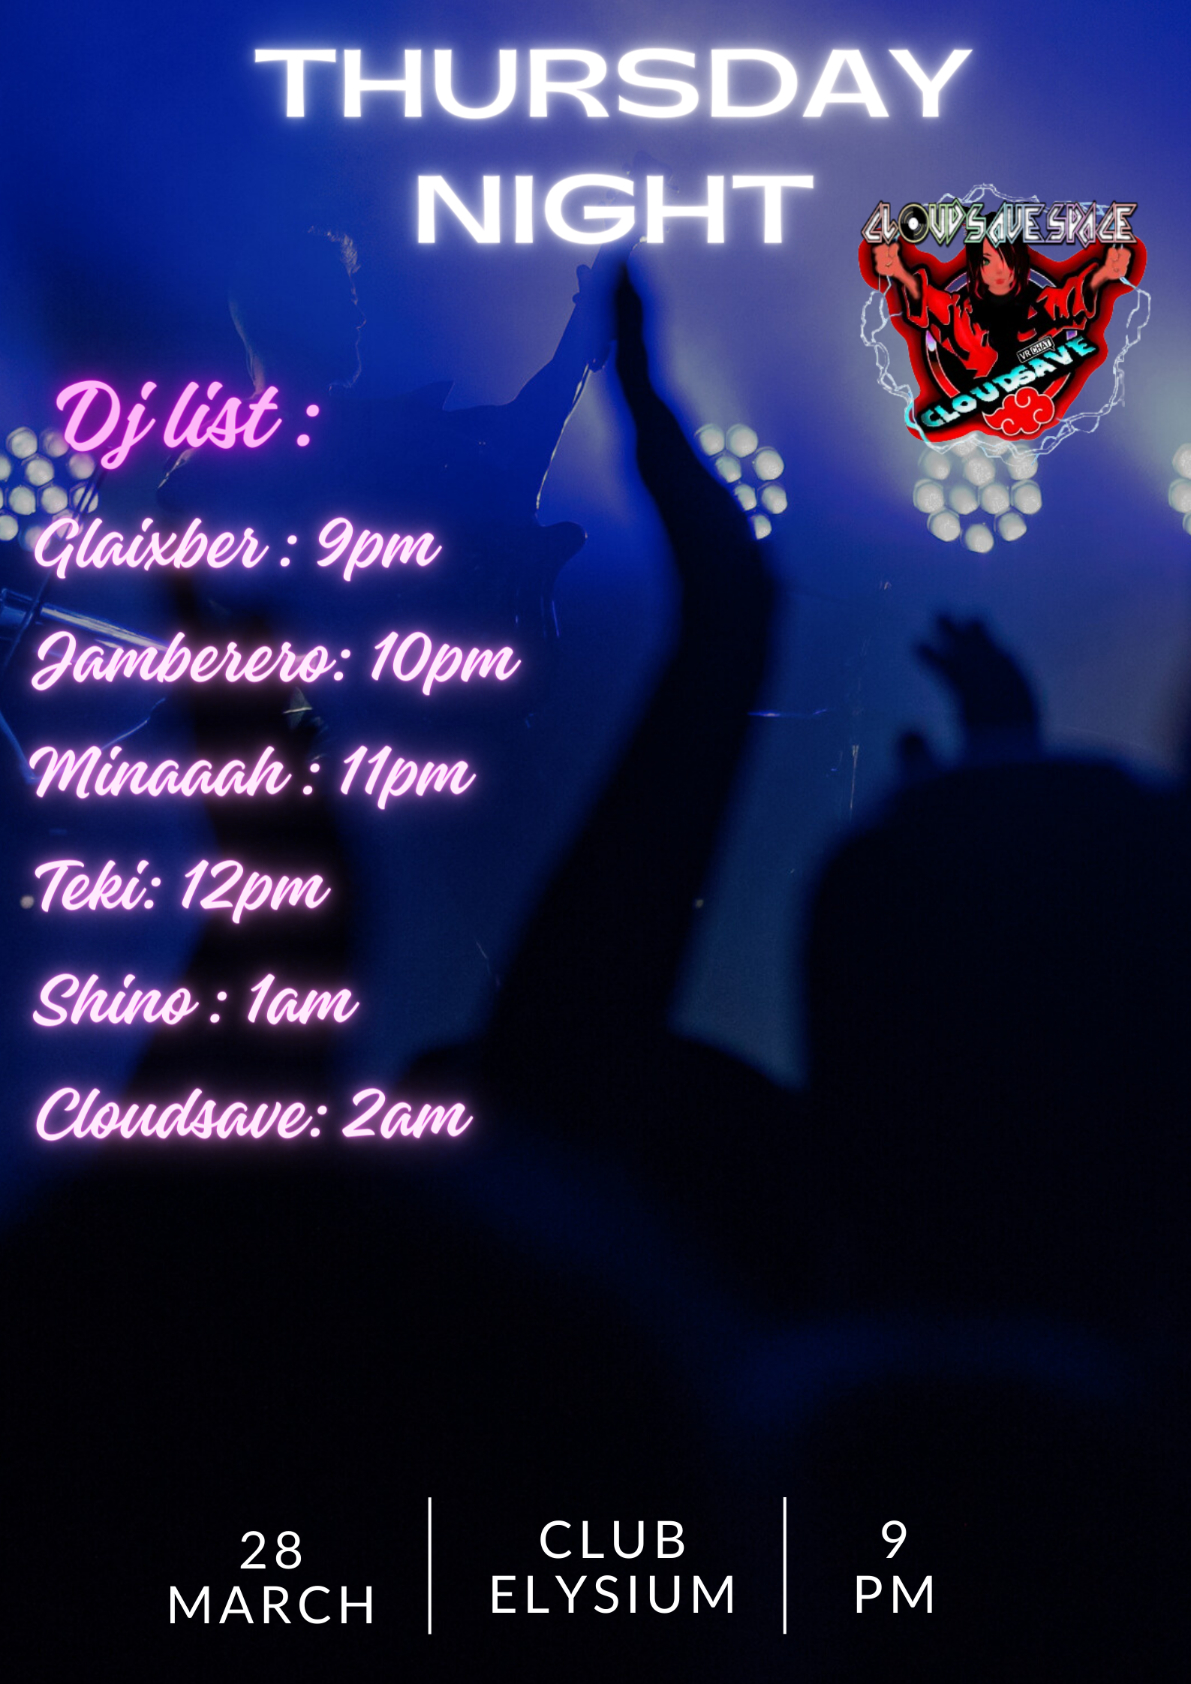 THURSDAY
NIGHT
CLOUDSAVE SPACE
VRCHAT
CLOUDSAVE
Dj list :
Glaixber : 9pm
Jamberero: 10pm
Minaaah : 11pm
Teki: 12pm
Shino : 1am
Cloudsave: 2am
28
MARCH
CLUB
ELYSIUM
9
PM